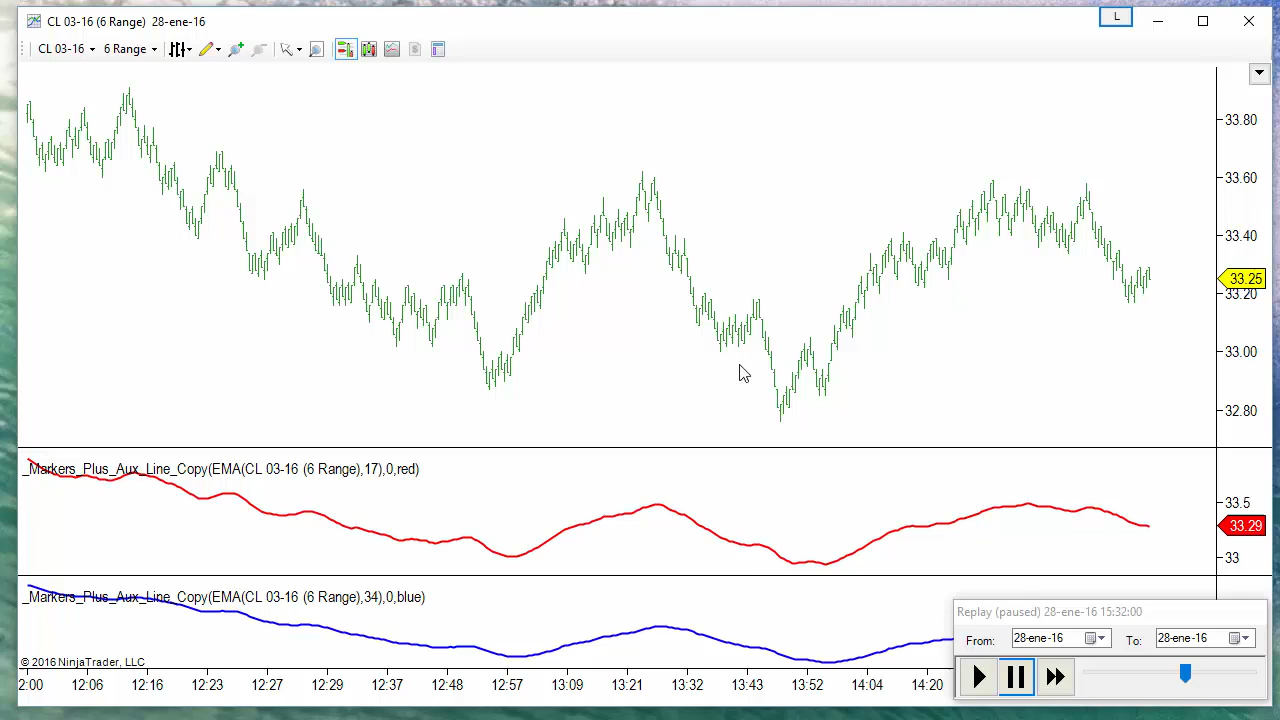 CL 03-16 (6 Range) 28-ene-16
L
CL 03-16 6 Range
33.80
33.60
33.40
33.25
33.20
33.00
32.80
_Markers_Plus_Aux_Line_Copy(EMA(CL 03-16 (6 Range),17),0,red)
33.5
33.29
33
_Markers_Plus_Aux_Line_Copy(EMA(CL 03-16 (6 Range),34),0,blue)
Replay (paused) 28-ene-16 15:32:00
From: 28-ene-16 To: 28-ene-16
© 2016 NinjaTrader, LLC
2:00 12:06 12:16 12:23 12:27 12:29 12:37 12:48 12:57 13:09 13:21 13:32 13:43 13:52 14:04 14:20